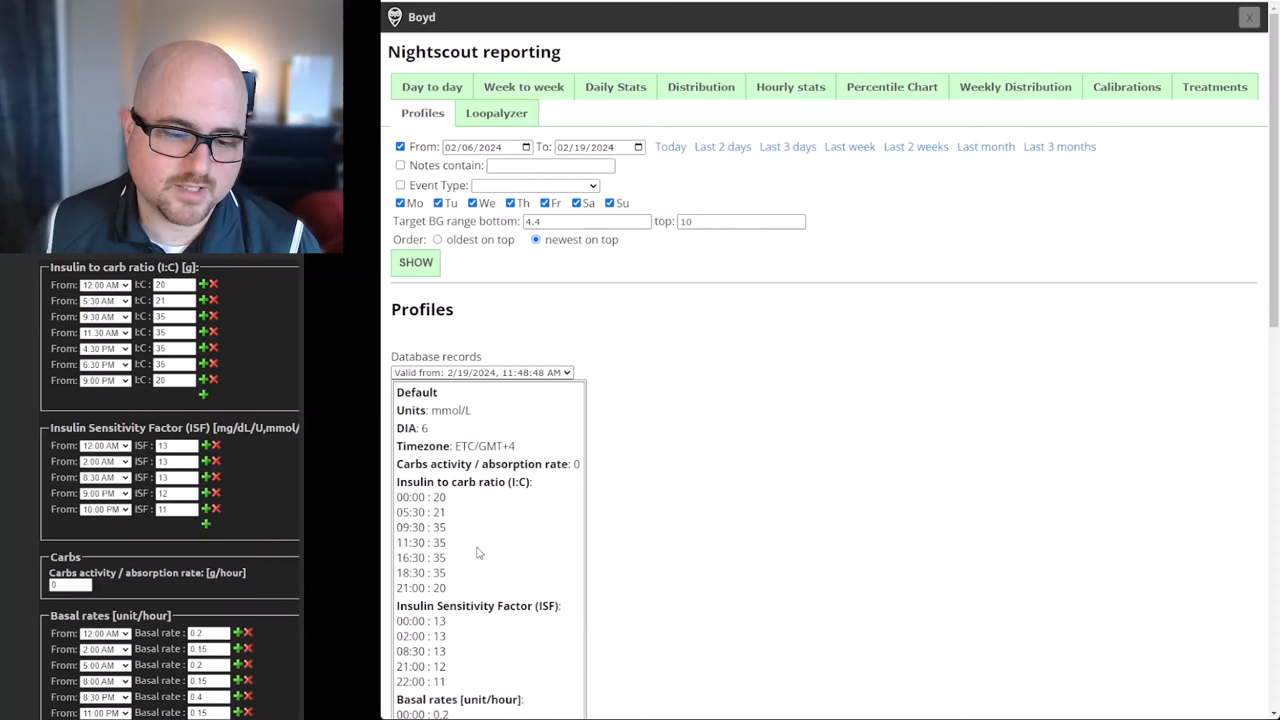 Boyd
X
Nightscout reporting
Day to day Week to week Daily Stats Distribution Hourly stats Percentile Chart Weekly Distribution Calibrations Treatments
Profiles Loopalyzer
From: 02/06/2024 To: 02/19/2024 Today Last 2 days Last 3 days Last week Last 2 weeks Last month Last 3 months
Notes contain:
Event Type:
Mo Tu We Th Fr Sa Su
Target BG range bottom: 4.4 top: 10
Order: oldest on top newest on top
SHOW
Profiles
Database records
Valid from: 2/19/2024, 11:48:48 AM
Default
Units: mmol/L
DIA: 6
Timezone: ETC/GMT+4
Carbs activity / absorption rate: 0
Insulin to carb ratio (I:C):
00:00 : 20
05:30 : 21
09:30 : 35
11:30 : 35
16:30 : 35
18:30 : 35
21:00 : 20
Insulin Sensitivity Factor (ISF):
00:00 : 13
02:00 : 13
08:30 : 13
21:00 : 12
22:00 : 11
Basal rates [unit/hour]:
00:00 : 0.2
Insulin to carb ratio (I:C) [g]:
From: 12:00 AM I:C : 20
From: 5:30 AM I:C : 21
From: 9:30 AM I:C : 35
From: 11:30 AM I:C : 35
From: 4:30 PM I:C : 35
From: 6:30 PM I:C : 35
From: 9:00 PM I:C : 20
Insulin Sensitivity Factor (ISF) [mg/dL/U,mmol/
From: 12:00 AM ISF : 13
From: 2:00 AM ISF : 13
From: 8:30 AM ISF : 13
From: 9:00 PM ISF : 12
From: 10:00 PM ISF : 11
Carbs
Carbs activity / absorption rate: [g/hour]
0
Basal rates [unit/hour]
From: 12:00 AM Basal rate : 0.2
From: 2:00 AM Basal rate : 0.15
From: 5:00 AM Basal rate : 0.2
From: 8:00 AM Basal rate : 0.15
From: 8:30 PM Basal rate : 0.4
From: 11:00 PM Basal rate : 0.15